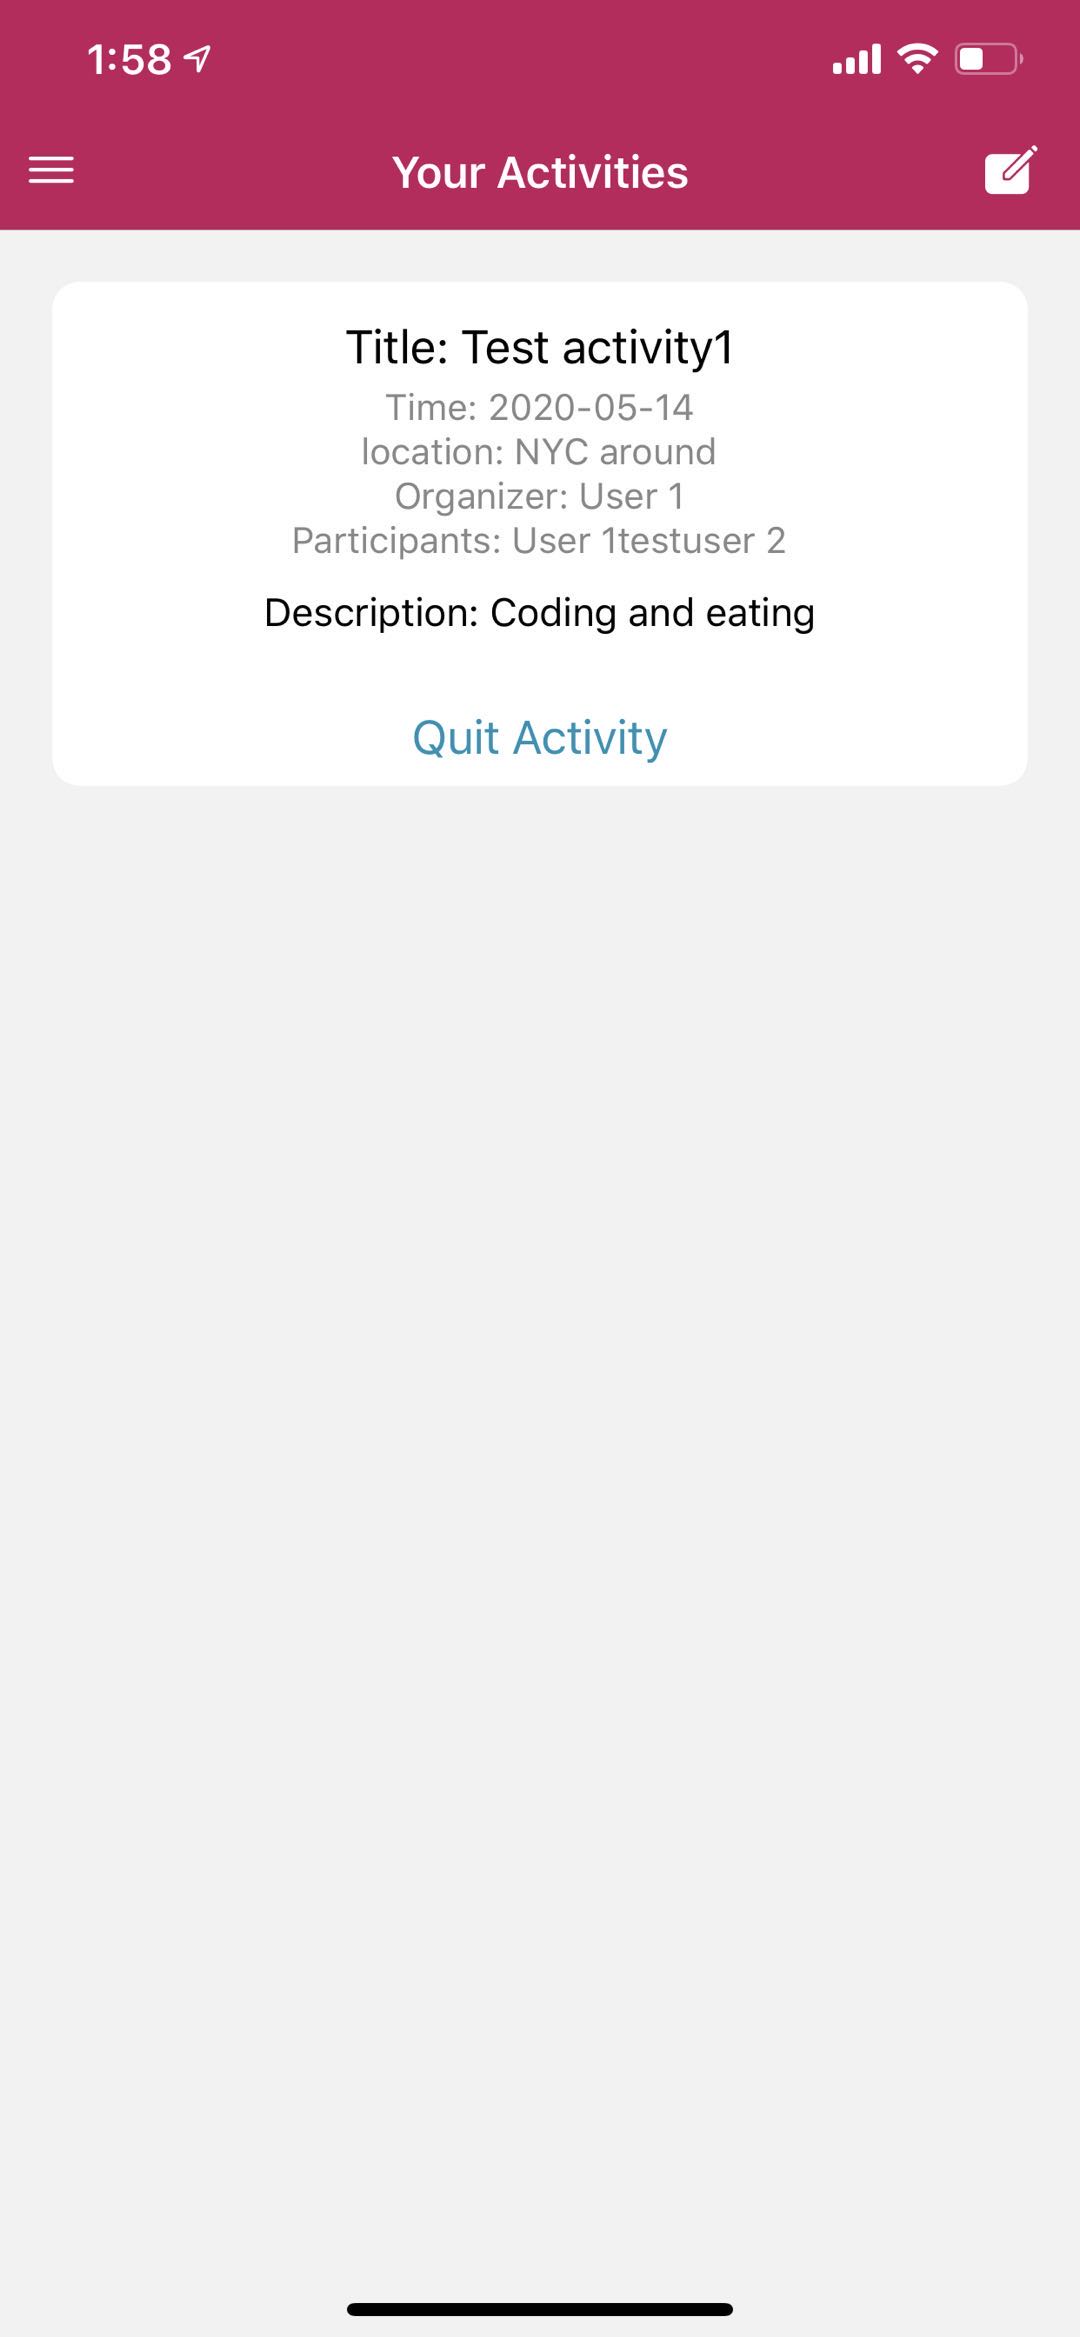 1:58
Your Activities
Title: Test activity1
Time: 2020-05-14
location: NYC around
Organizer: User 1
Participants: User 1testuser 2
Description: Coding and eating
Quit Activity